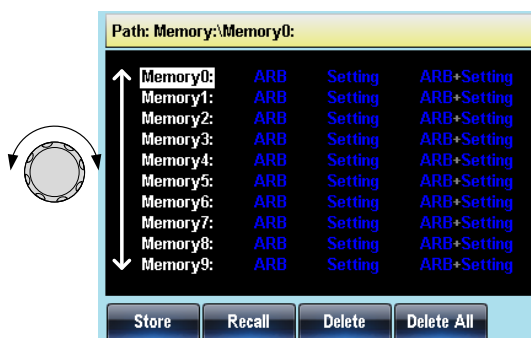 Path: Memory:\Memory0:
Memory0: ARB Setting ARB+Setting
Memory1: ARB Setting ARB+Setting
Memory2: ARB Setting ARB+Setting
Memory3: ARB Setting ARB+Setting
Memory4: ARB Setting ARB+Setting
Memory5: ARB Setting ARB+Setting
Memory6: ARB Setting ARB+Setting
Memory7: ARB Setting ARB+Setting
Memory8: ARB Setting ARB+Setting
Memory9: ARB Setting ARB+Setting
Store Recall Delete Delete All